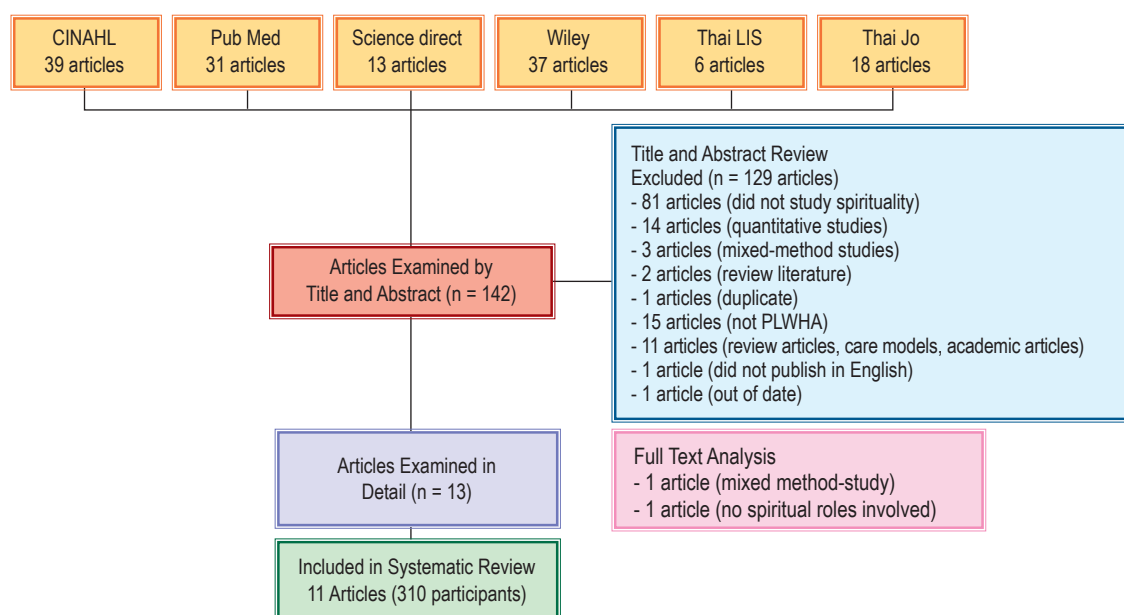 CINAHL
39 articles
Pub Med
31 articles
Science direct
13 articles
Wiley
37 articles
Thai LIS
6 articles
Thai Jo
18 articles
Title and Abstract Review
Excluded (n = 129 articles)
- 81 articles (did not study spirituality)
- 14 articles (quantitative studies)
- 3 articles (mixed-method studies)
- 2 articles (review literature)
- 1 articles (duplicate)
- 15 articles (not PLWHA)
- 11 articles (review articles, care models, academic articles)
- 1 article (did not publish in English)
- 1 article (out of date)
Articles Examined by
Title and Abstract (n = 142)
Articles Examined in
Detail (n = 13)
Full Text Analysis
- 1 article (mixed method-study)
- 1 article (no spiritual roles involved)
Included in Systematic Review
11 Articles (310 participants)